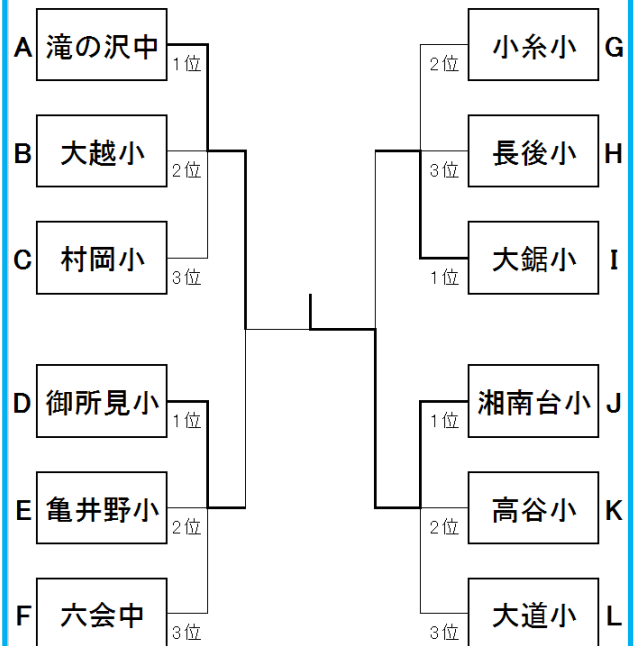 A 滝の沢中 1位
B 大越小 2位
C 村岡小 3位
D 御所見小 1位
E 亀井野小 2位
F 六会中 3位
2位 小糸小 G
3位 長後小 H
1位 大鋸小 I
1位 湘南台小 J
2位 高谷小 K
3位 大道小 L